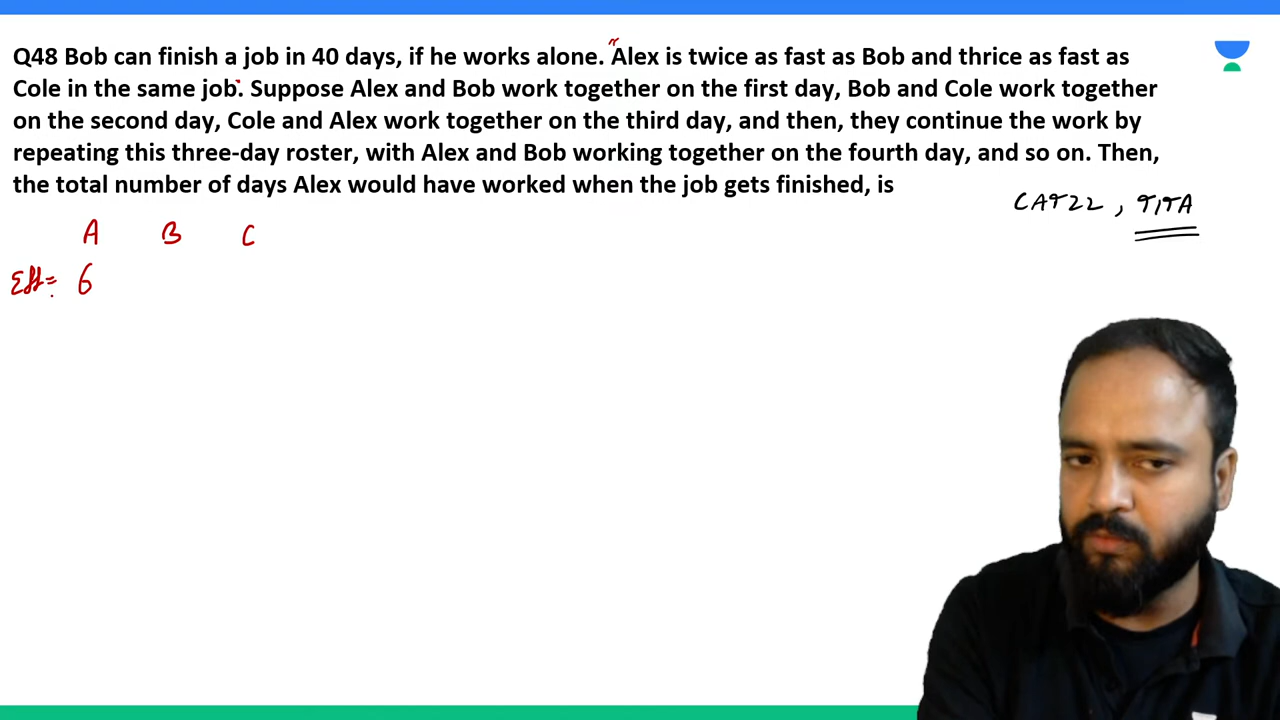 Q48 Bob can finish a job in 40 days, if he works alone. Alex is twice as fast as Bob and thrice as fast as
Cole in the same job. Suppose Alex and Bob work together on the first day, Bob and Cole work together
on the second day, Cole and Alex work together on the third day, and then, they continue the work by
repeating this three-day roster, with Alex and Bob working together on the fourth day, and so on. Then,
the total number of days Alex would have worked when the job gets finished, is
CAT22, TITA
A B C
Eff = 6